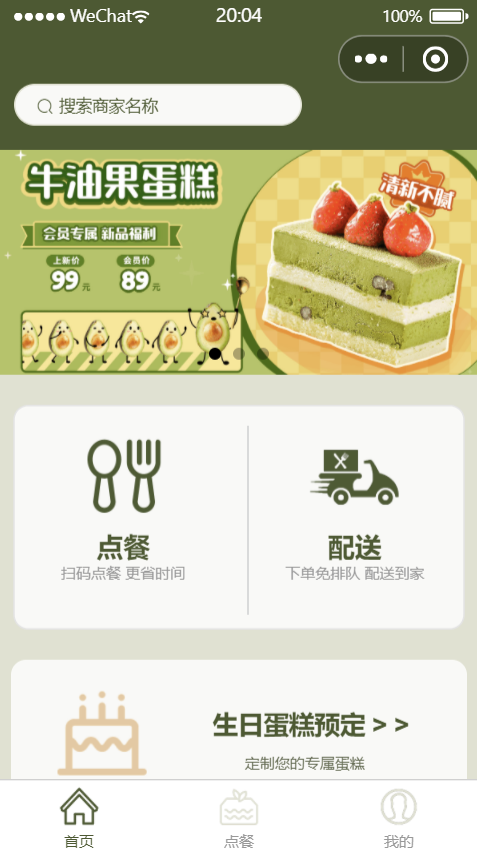 WeChat 20:04 100%
搜索商家名称
牛油果蛋糕
清新不腻
会员专属 新品福利
上新价 会员价
99元 89元
点餐 配送
扫码点餐 更省时间 下单免排队 配送到家
生日蛋糕预定 > >
定制您的专属蛋糕
首页 点餐 我的